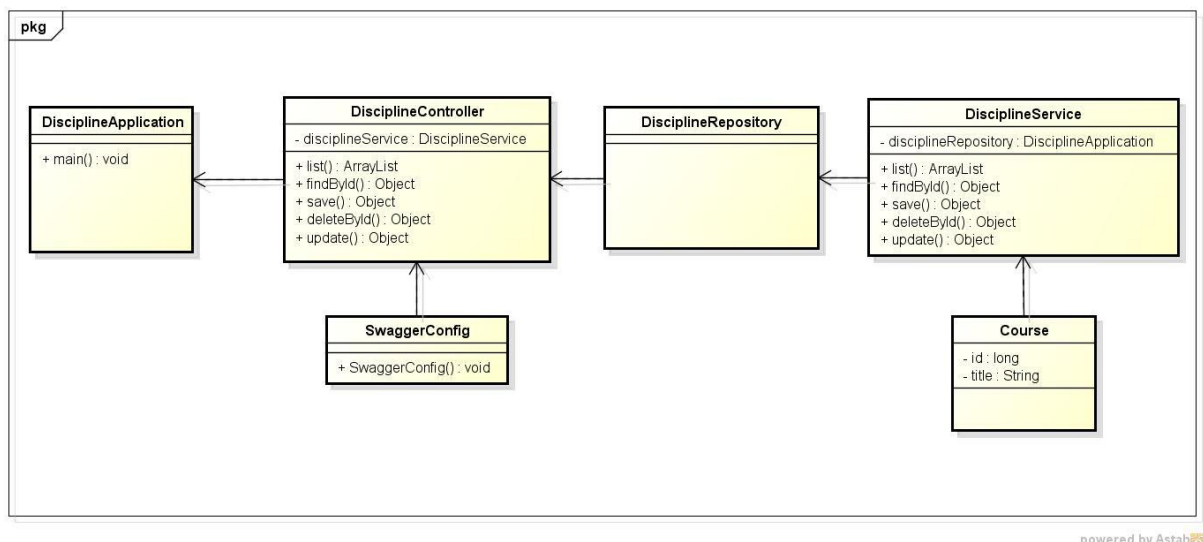 pkg
DisciplineApplication
+ main() : void
DisciplineController
- disciplineService : DisciplineService
+ list() : ArrayList
+ findById() : Object
+ save() : Object
+ deleteById() : Object
+ update() : Object
DisciplineRepository
DisciplineService
- disciplineRepository : DisciplineApplication
+ list() : ArrayList
+ findById() : Object
+ save() : Object
+ deleteById() : Object
+ update() : Object
SwaggerConfig
+ SwaggerConfig() : void
Course
- id : long
- title : String
powered by